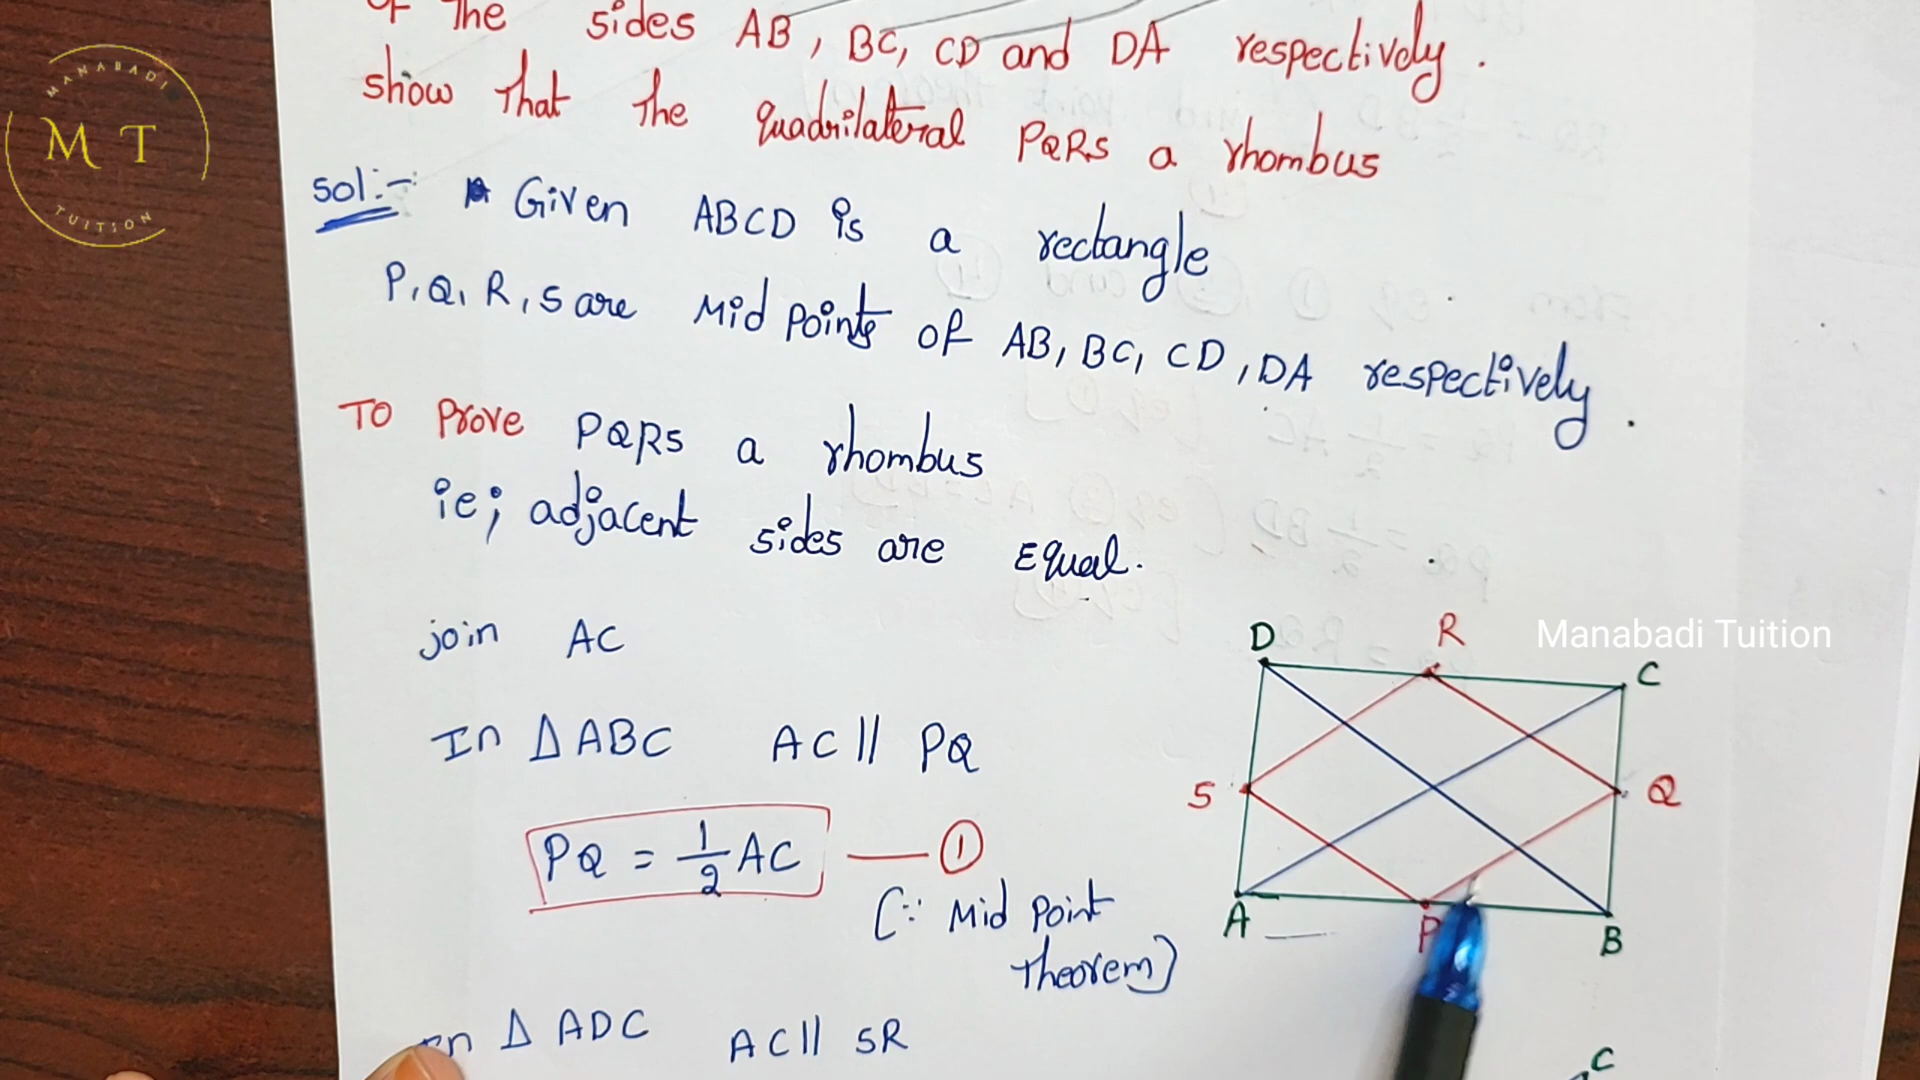 of The sides AB, BC, CD and DA respectively.
show That The quadrilateral PQRS a rhombus
Sol:- Given ABCD is a rectangle
P, Q, R, S are Mid points of AB, BC, CD, DA respectively.
TO Prove PQRS a rhombus
ie; adjacent sides are Equal.
join AC
In Δ ABC AC || PQ
PQ = 1/2 AC — ①
(∵ Mid Point
Theorem)
In Δ ADC AC || SR
D R C
S Q
A P B
C
MANABADI
MT
TUITION
Manabadi Tuition